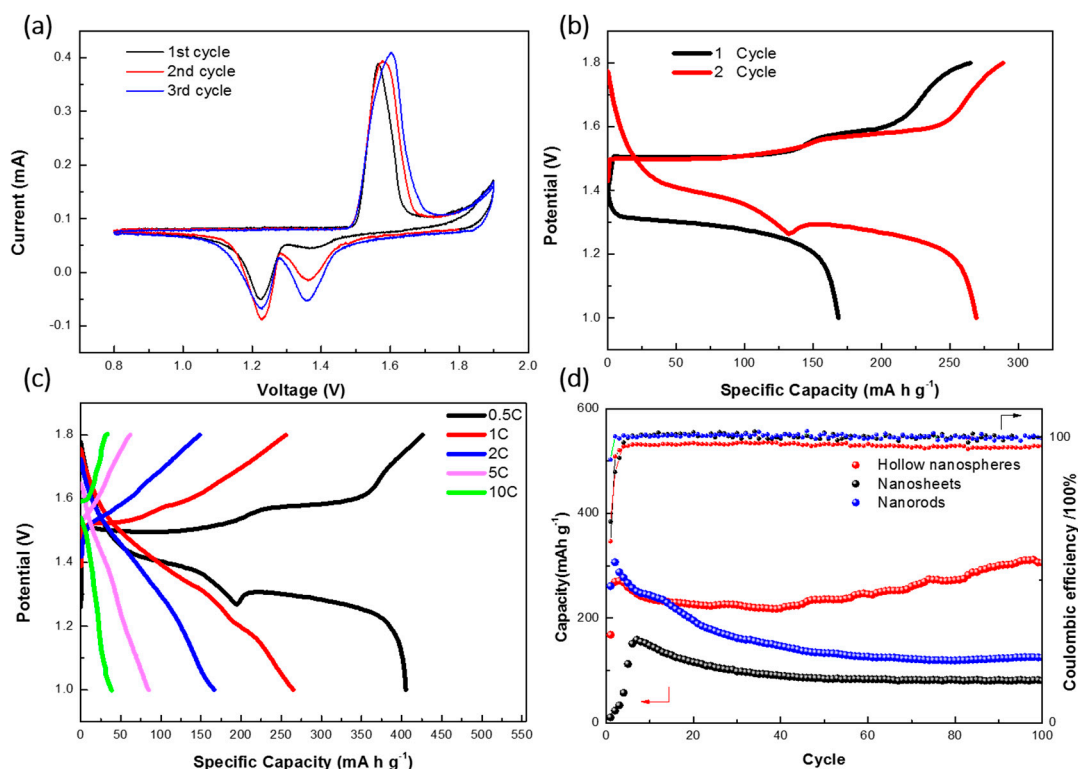 (a)
1st cycle
2nd cycle
3rd cycle
0.4
0.3
0.2
0.1
0.0
-0.1
Current (mA)
0.8
1.0
1.2
1.4
1.6
1.8
2.0
Voltage (V)
(b)
1 Cycle
2 Cycle
1.8
1.6
1.4
1.2
1.0
Potential (V)
0
50
100
150
200
250
300
Specific Capacity (mA h g⁻¹)
(c)
0.5C
1C
2C
5C
10C
1.8
1.6
1.4
1.2
1.0
Potential (V)
0
50
100
150
200
250
300
350
400
450
500
550
Specific Capacity (mA h g⁻¹)
(d)
Hollow nanospheres
Nanosheets
Nanorods
600
400
300
200
100
0
Capacity(mAh g⁻¹)
100
0
Coulombic efficiency /100%
0
20
40
60
80
100
Cycle